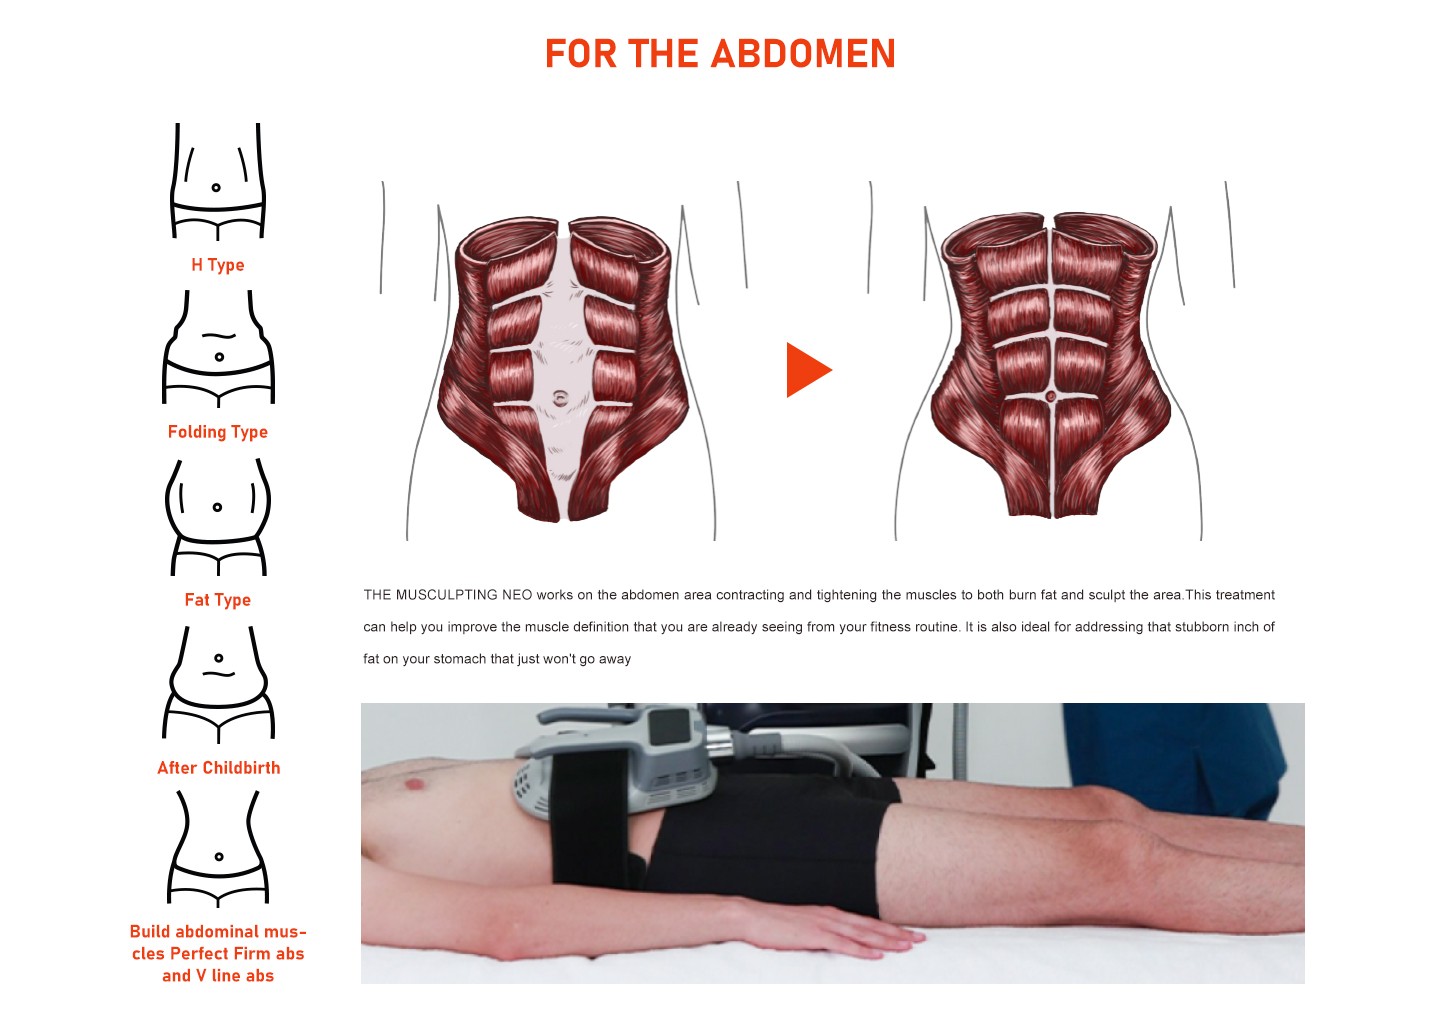 FOR THE ABDOMEN
H Type
Folding Type
Fat Type
After Childbirth
Build abdominal mus-
cles Perfect Firm abs
and V line abs
THE MUSCULPTING NEO works on the abdomen area contracting and tightening the muscles to both burn fat and sculpt the area.This treatment
can help you improve the muscle definition that you are already seeing from your fitness routine. It is also ideal for addressing that stubborn inch of
fat on your stomach that just won't go away